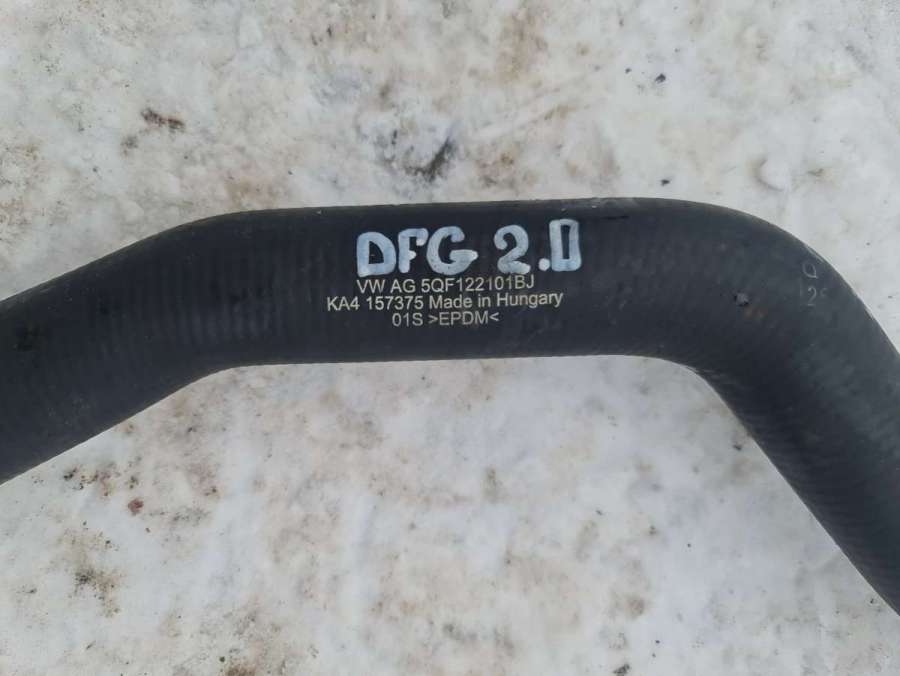 DFG 2.0
VW AG 5QF122101BJ
KA4 157375 Made in Hungary
01S >EPDM<